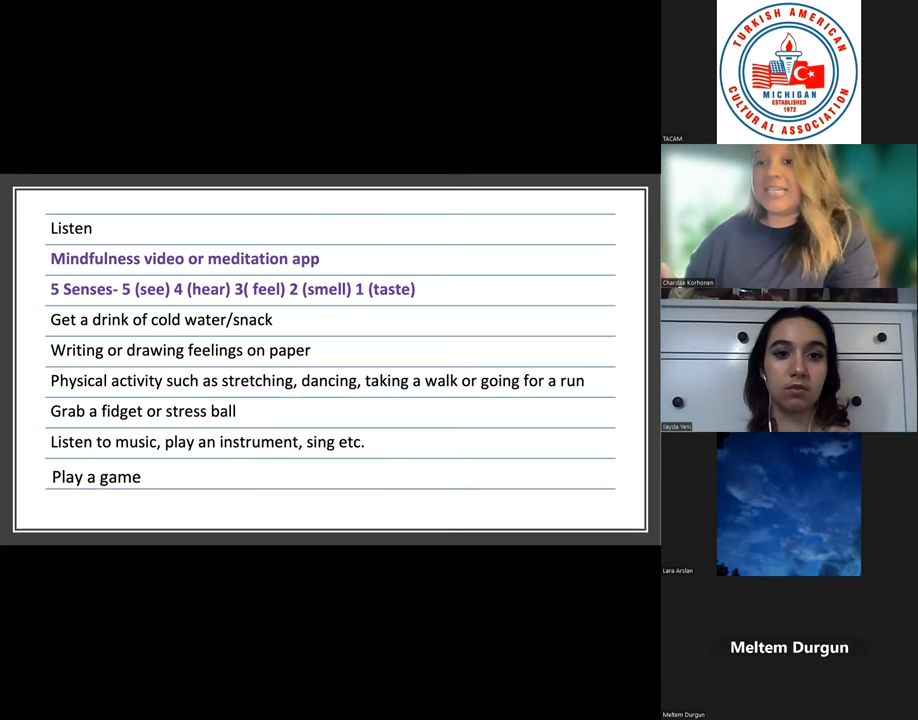 Listen
Mindfulness video or meditation app
5 Senses- 5 (see) 4 (hear) 3( feel) 2 (smell) 1 (taste)
Get a drink of cold water/snack
Writing or drawing feelings on paper
Physical activity such as stretching, dancing, taking a walk or going for a run
Grab a fidget or stress ball
Listen to music, play an instrument, sing etc.
Play a game
TURKISH AMERICAN
MICHIGAN
ESTABLISHED
1972
CULTURAL ASSOCIATION
TACAM
Chardae Korhonen
Ilayda Yeni
Lara Arslan
Meltem Durgun
Meltem Durgun